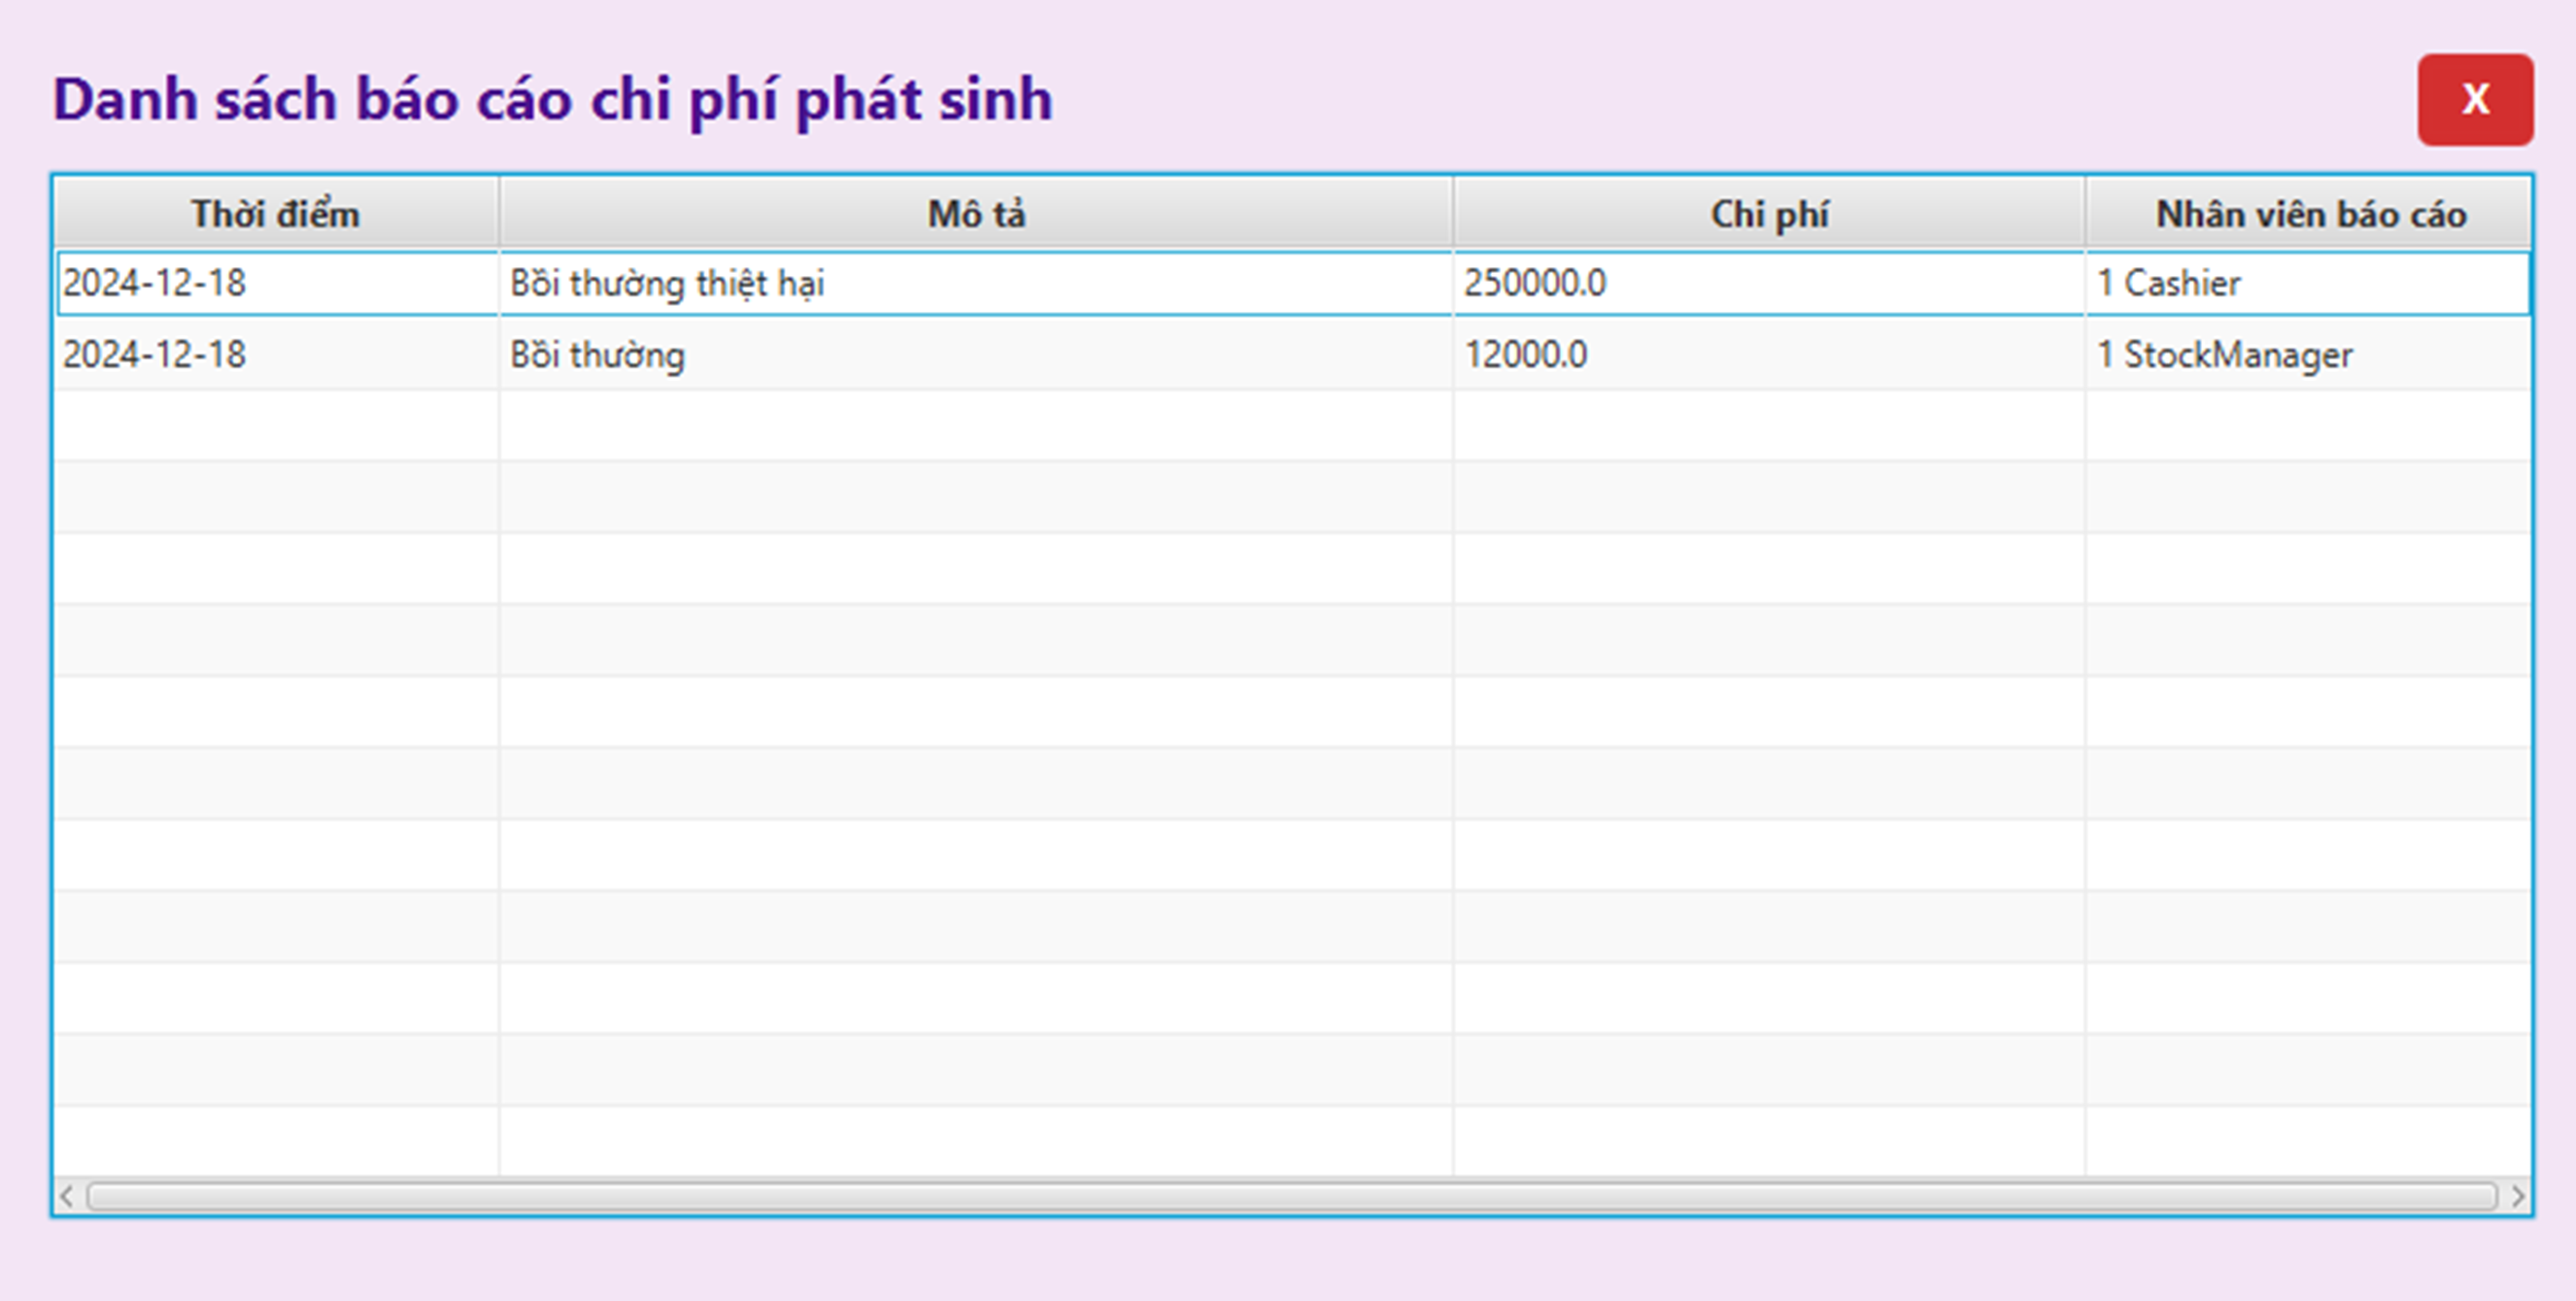 Danh sách báo cáo chi phí phát sinh X
Thời điểm Mô tả Chi phí Nhân viên báo cáo
2024-12-18 Bồi thường thiệt hại 250000.0 1 Cashier
2024-12-18 Bồi thường 12000.0 1 StockManager